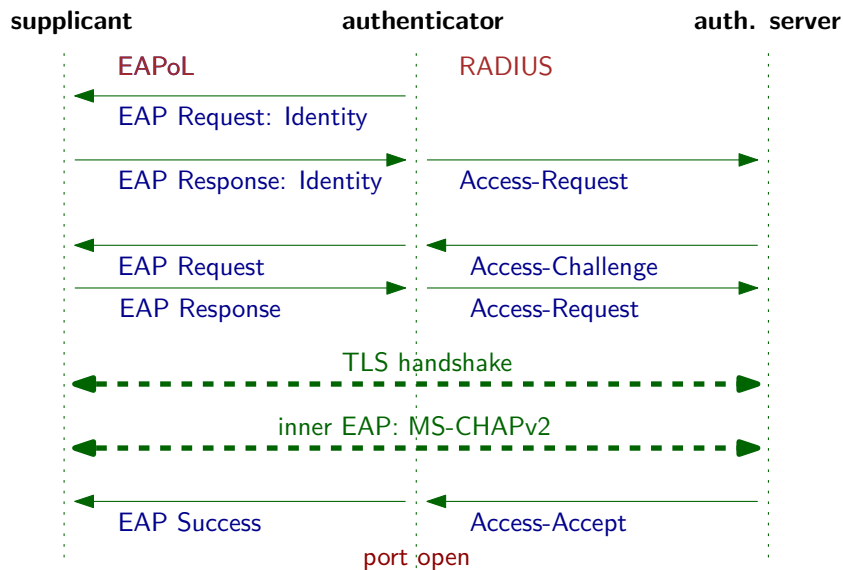 supplicant authenticator auth. server
EAPoL RADIUS
EAP Request: Identity
EAP Response: Identity Access-Request
EAP Request Access-Challenge
EAP Response Access-Request
TLS handshake
inner EAP: MS-CHAPv2
EAP Success Access-Accept
port open